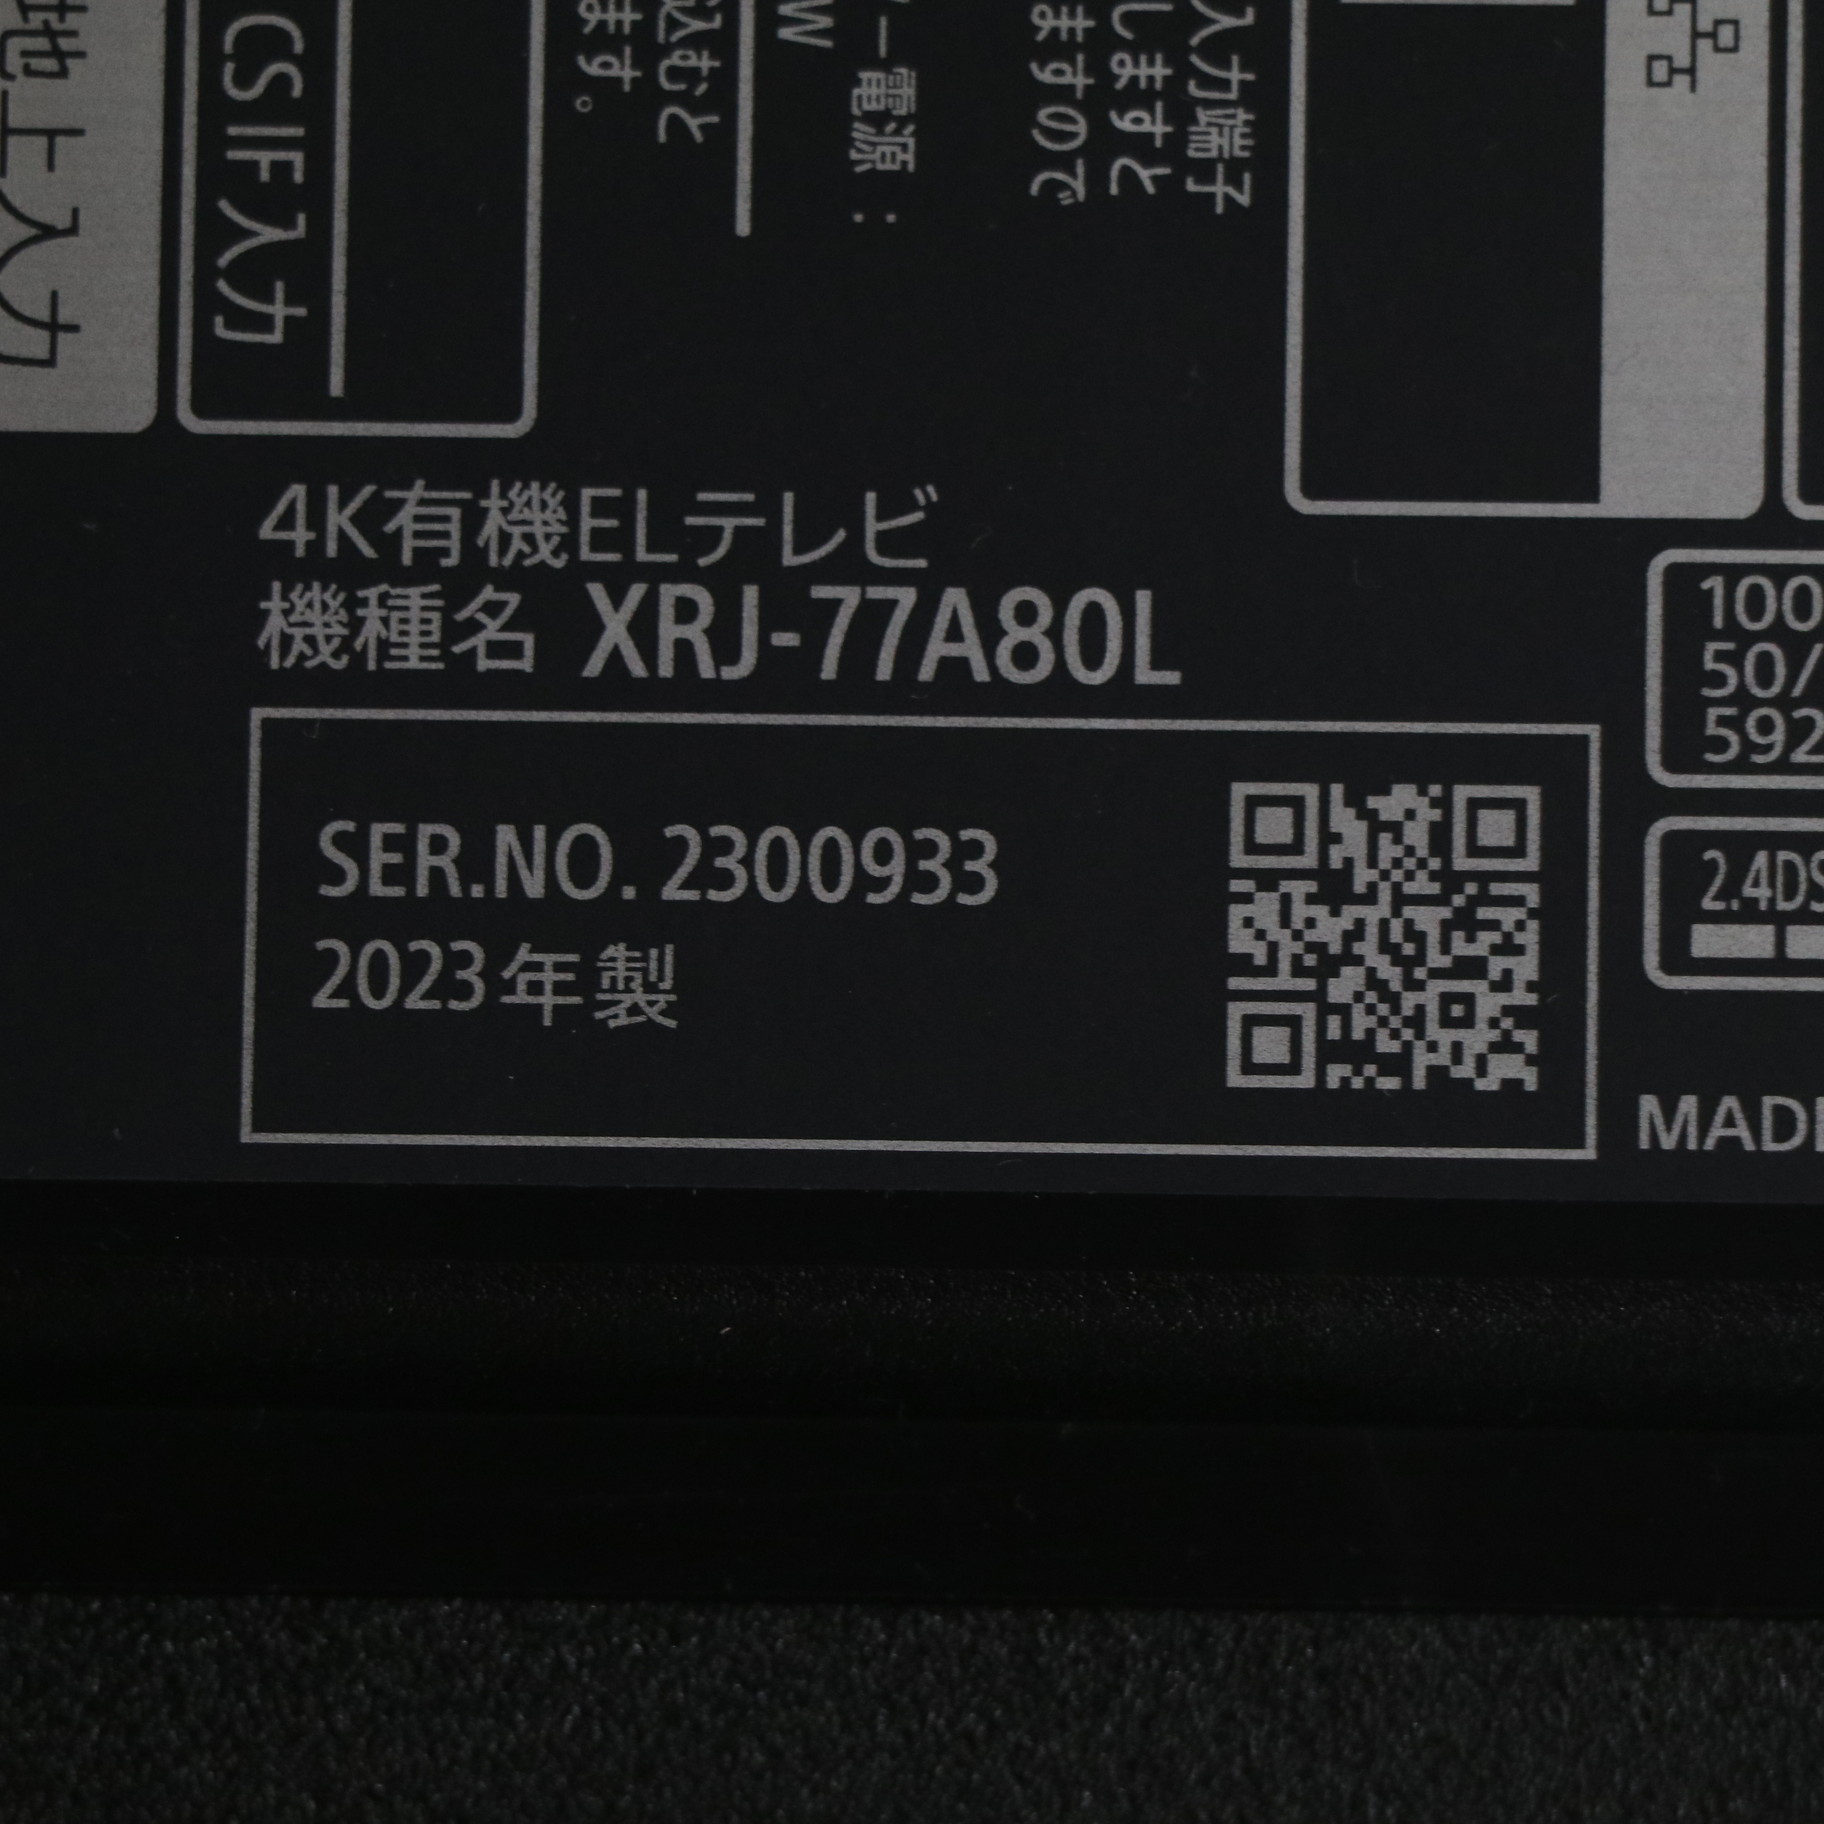 地上入力
CS IF入力
込むと
ます。
W
ー電源：
入力端子
しますと
ますので
4K有機ELテレビ
機種名 XRJ-77A80L
SER.NO. 2300933
2023年製
100
50/
592
2.4DS
MADE